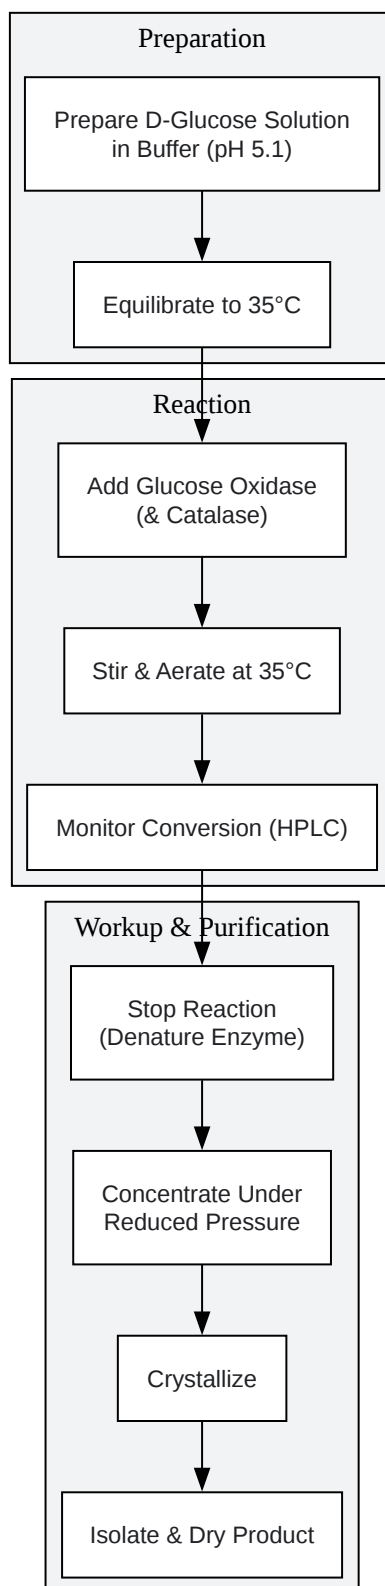 Preparation
Prepare D-Glucose Solution
in Buffer (pH 5.1)
Equilibrate to 35°C
Reaction
Add Glucose Oxidase
(& Catalase)
Stir & Aerate at 35°C
Monitor Conversion (HPLC)
Workup & Purification
Stop Reaction
(Denature Enzyme)
Concentrate Under
Reduced Pressure
Crystallize
Isolate & Dry Product